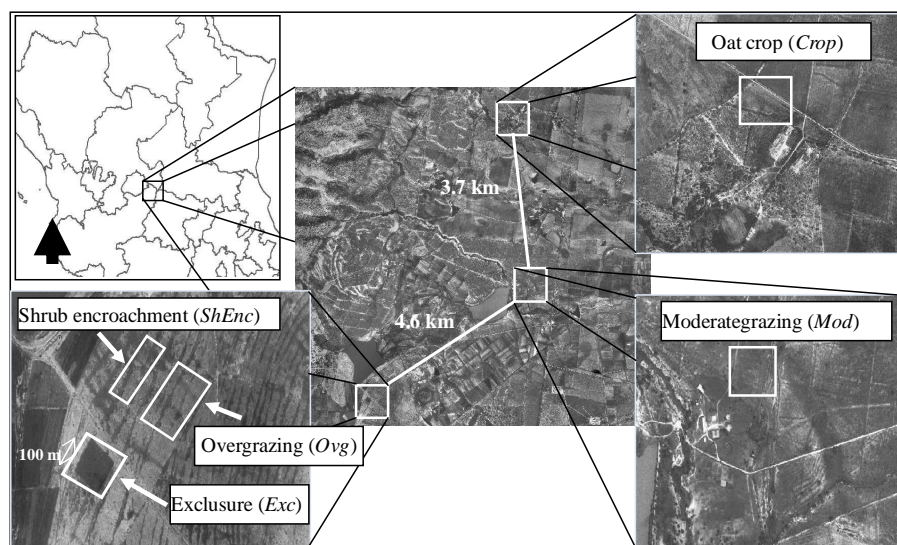 Oat crop (Crop)
3.7 km
Shrub encroachment (ShEnc)
4.6 km
Moderategrazing (Mod)
Overgrazing (Ovg)
100 m
Exclusure (Exc)